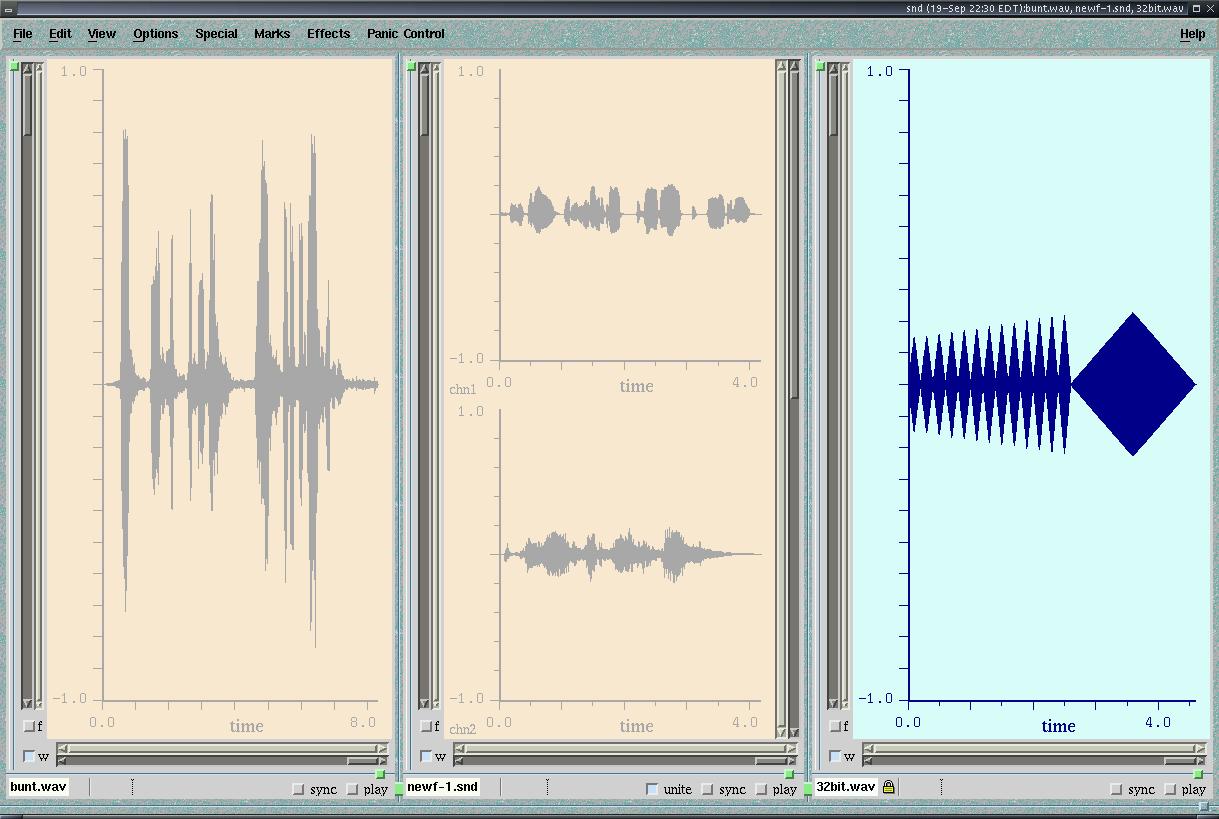 snd (19-Sep 22:30 EDT):bunt.wav, newf-1.snd, 32bit.wav
File Edit View Options Special Marks Effects Panic Control Help
1.0
-1.0
0.0 time 8.0
f
w
bunt.wav sync play
1.0
-1.0
0.0 time 4.0
chn1
1.0
-1.0
0.0 time 4.0
chn2
f
w
newf-1.snd unite sync play
1.0
-1.0
0.0 time 4.0
f
w
32bit.wav sync play